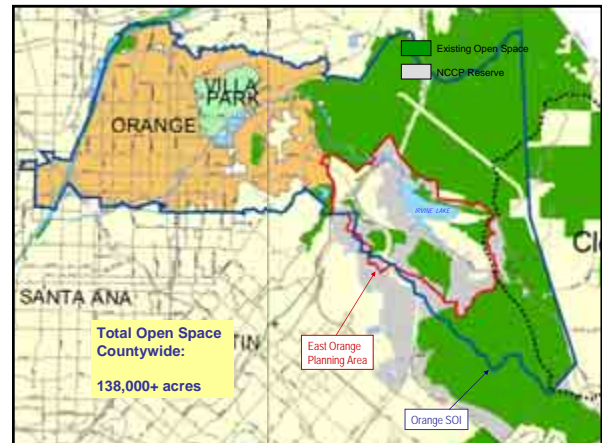 Existing Open Space
NCCP Reserve
VILLA
PARK
ORANGE
IRVINE LAKE
Cl
SANTA ANA
TIN
Total Open Space
Countywide:
138,000+ acres
East Orange
Planning Area
Orange SOI